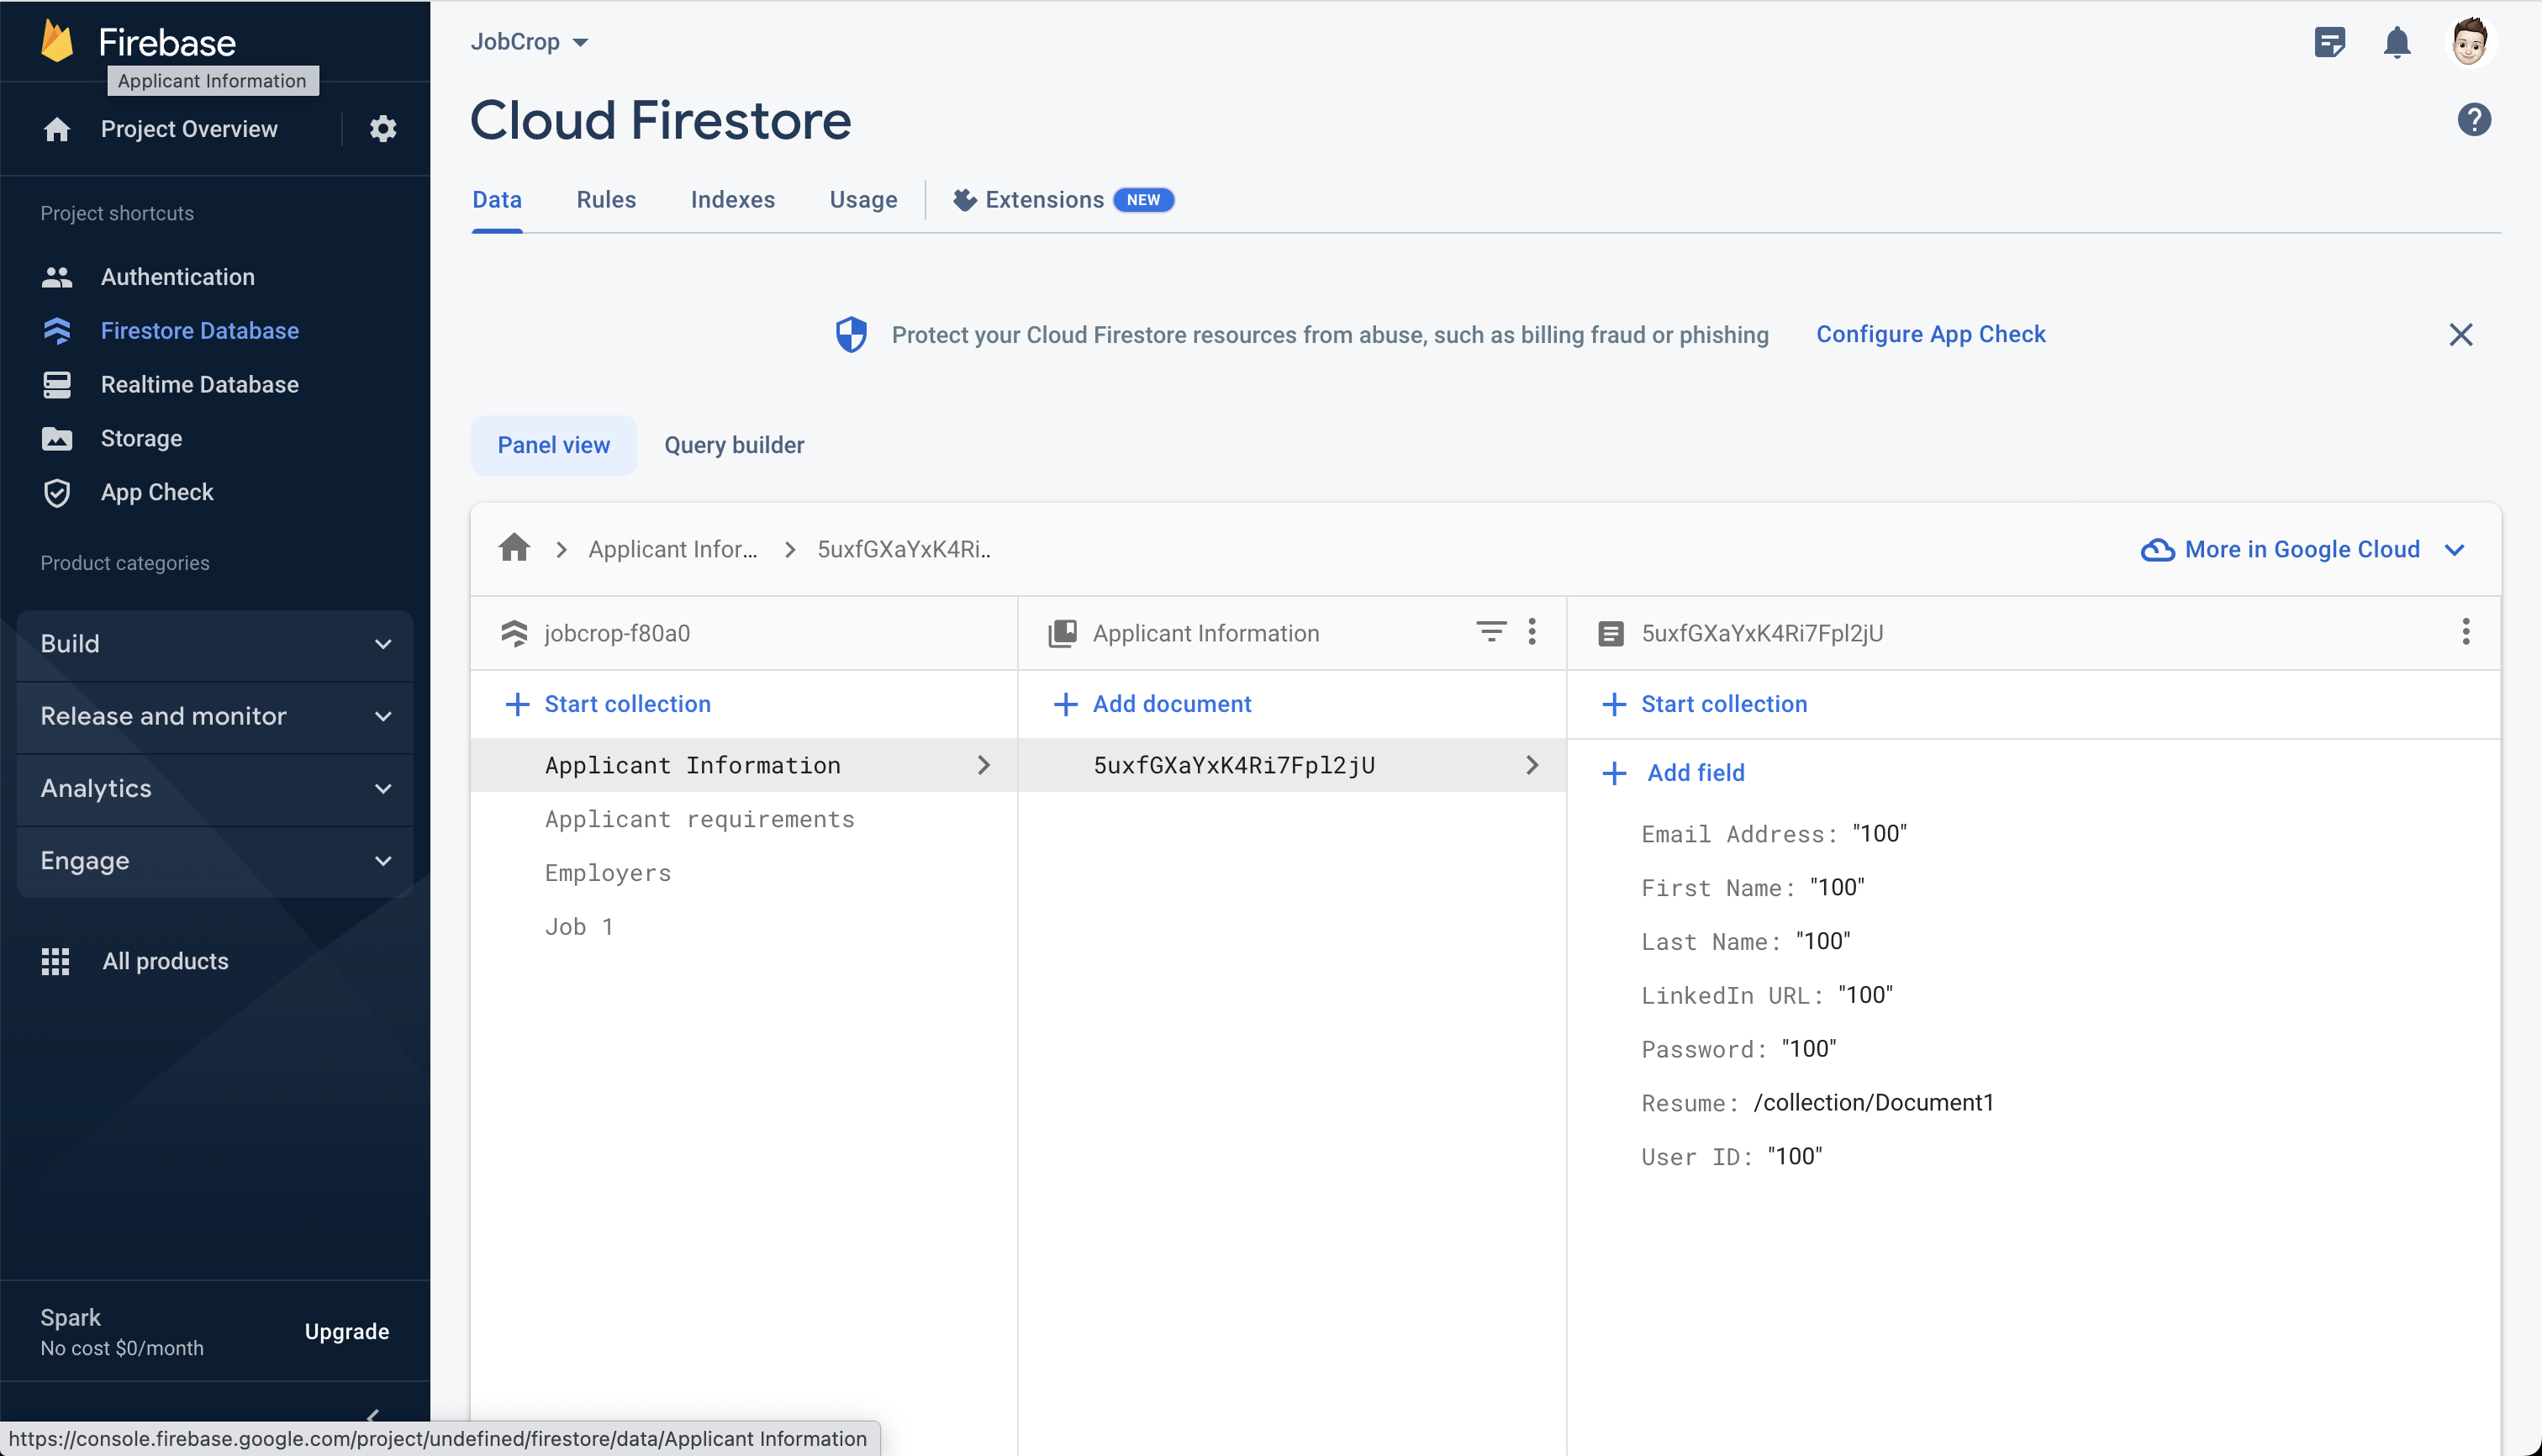 Firebase
Applicant Information
Project Overview
Project shortcuts
Authentication
Firestore Database
Realtime Database
Storage
App Check
Product categories
Build
Release and monitor
Analytics
Engage
All products
Spark
No cost $0/month
Upgrade
JobCrop
Cloud Firestore
Data
Rules
Indexes
Usage
Extensions
NEW
Protect your Cloud Firestore resources from abuse, such as billing fraud or phishing
Configure App Check
Panel view
Query builder
Applicant Infor...
5uxfGXaYxK4Ri..
More in Google Cloud
jobcrop-f80a0
Start collection
Applicant Information
Applicant requirements
Employers
Job 1
Applicant Information
Add document
5uxfGXaYxK4Ri7Fpl2jU
5uxfGXaYxK4Ri7Fpl2jU
Start collection
Add field
Email Address: "100"
First Name: "100"
Last Name: "100"
LinkedIn URL: "100"
Password: "100"
Resume: /collection/Document1
User ID: "100"
https://console.firebase.google.com/project/undefined/firestore/data/Applicant Information